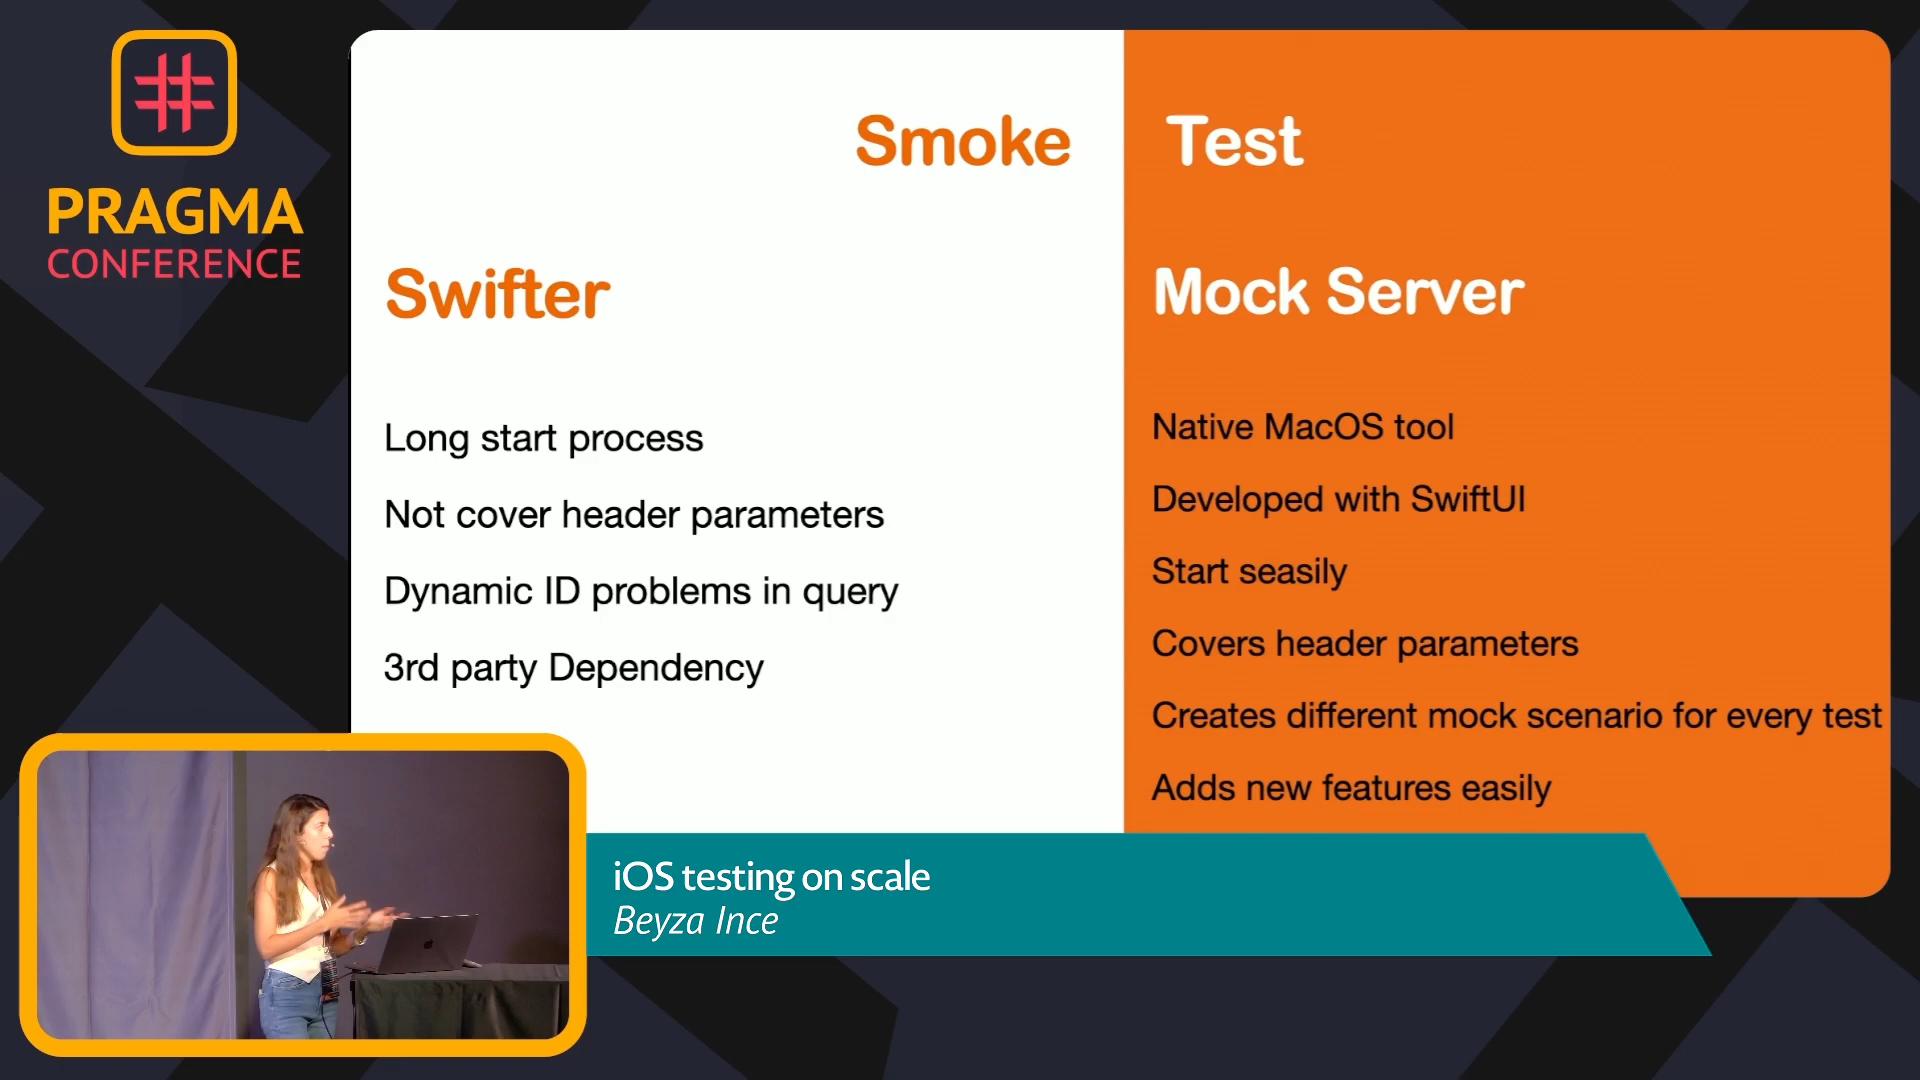 PRAGMA
CONFERENCE
Smoke Test
Swifter
Long start process
Not cover header parameters
Dynamic ID problems in query
3rd party Dependency
Mock Server
Native MacOS tool
Developed with SwiftUI
Start seasily
Covers header parameters
Creates different mock scenario for every test
Adds new features easily
iOS testing on scale
Beyza Ince